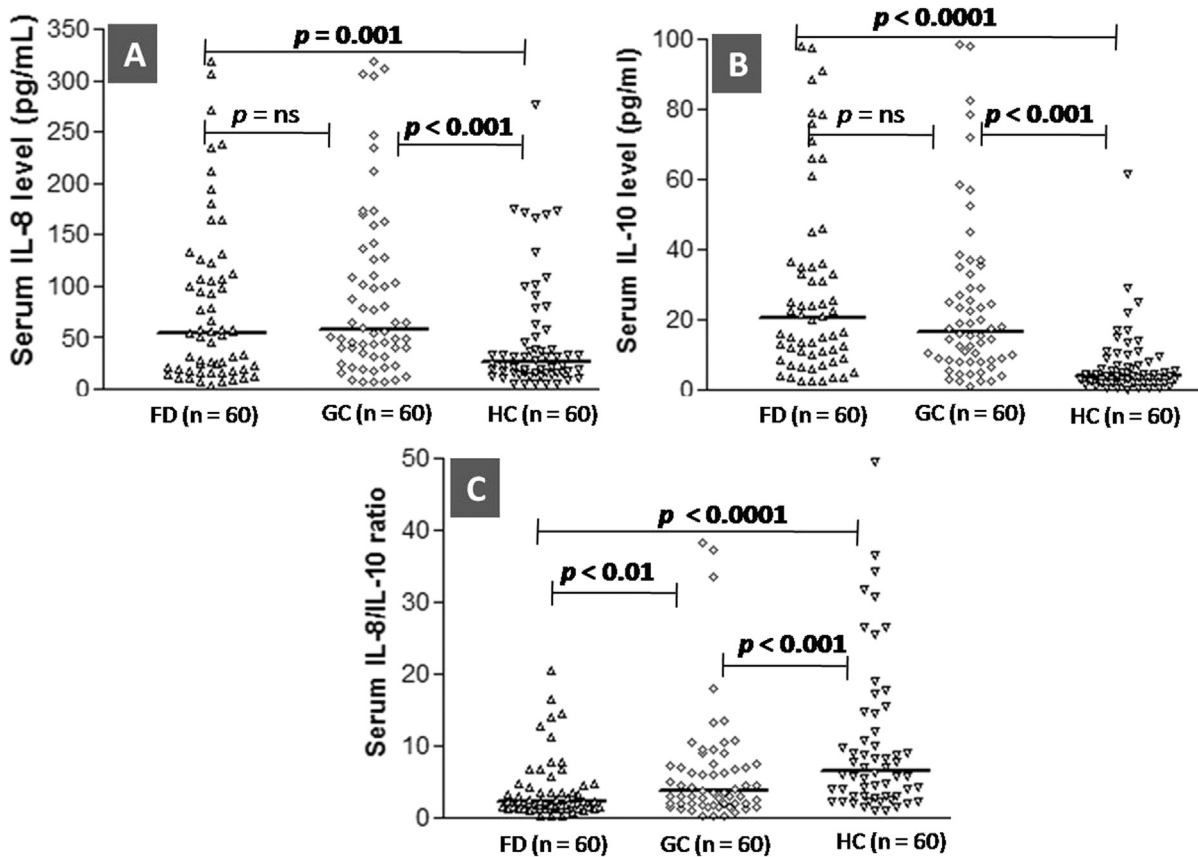 A
Serum IL-8 level (pg/mL)
350
300
250
200
150
100
50
0
p = 0.001
p = ns
p < 0.001
FD (n = 60)
GC (n = 60)
HC (n = 60)
B
Serum IL-10 level (pg/ml)
100
80
60
40
20
0
p < 0.0001
p = ns
p < 0.001
FD (n = 60)
GC (n = 60)
HC (n = 60)
C
Serum IL-8/IL-10 ratio
50
40
30
20
10
0
p < 0.0001
p < 0.01
p < 0.001
FD (n = 60)
GC (n = 60)
HC (n = 60)